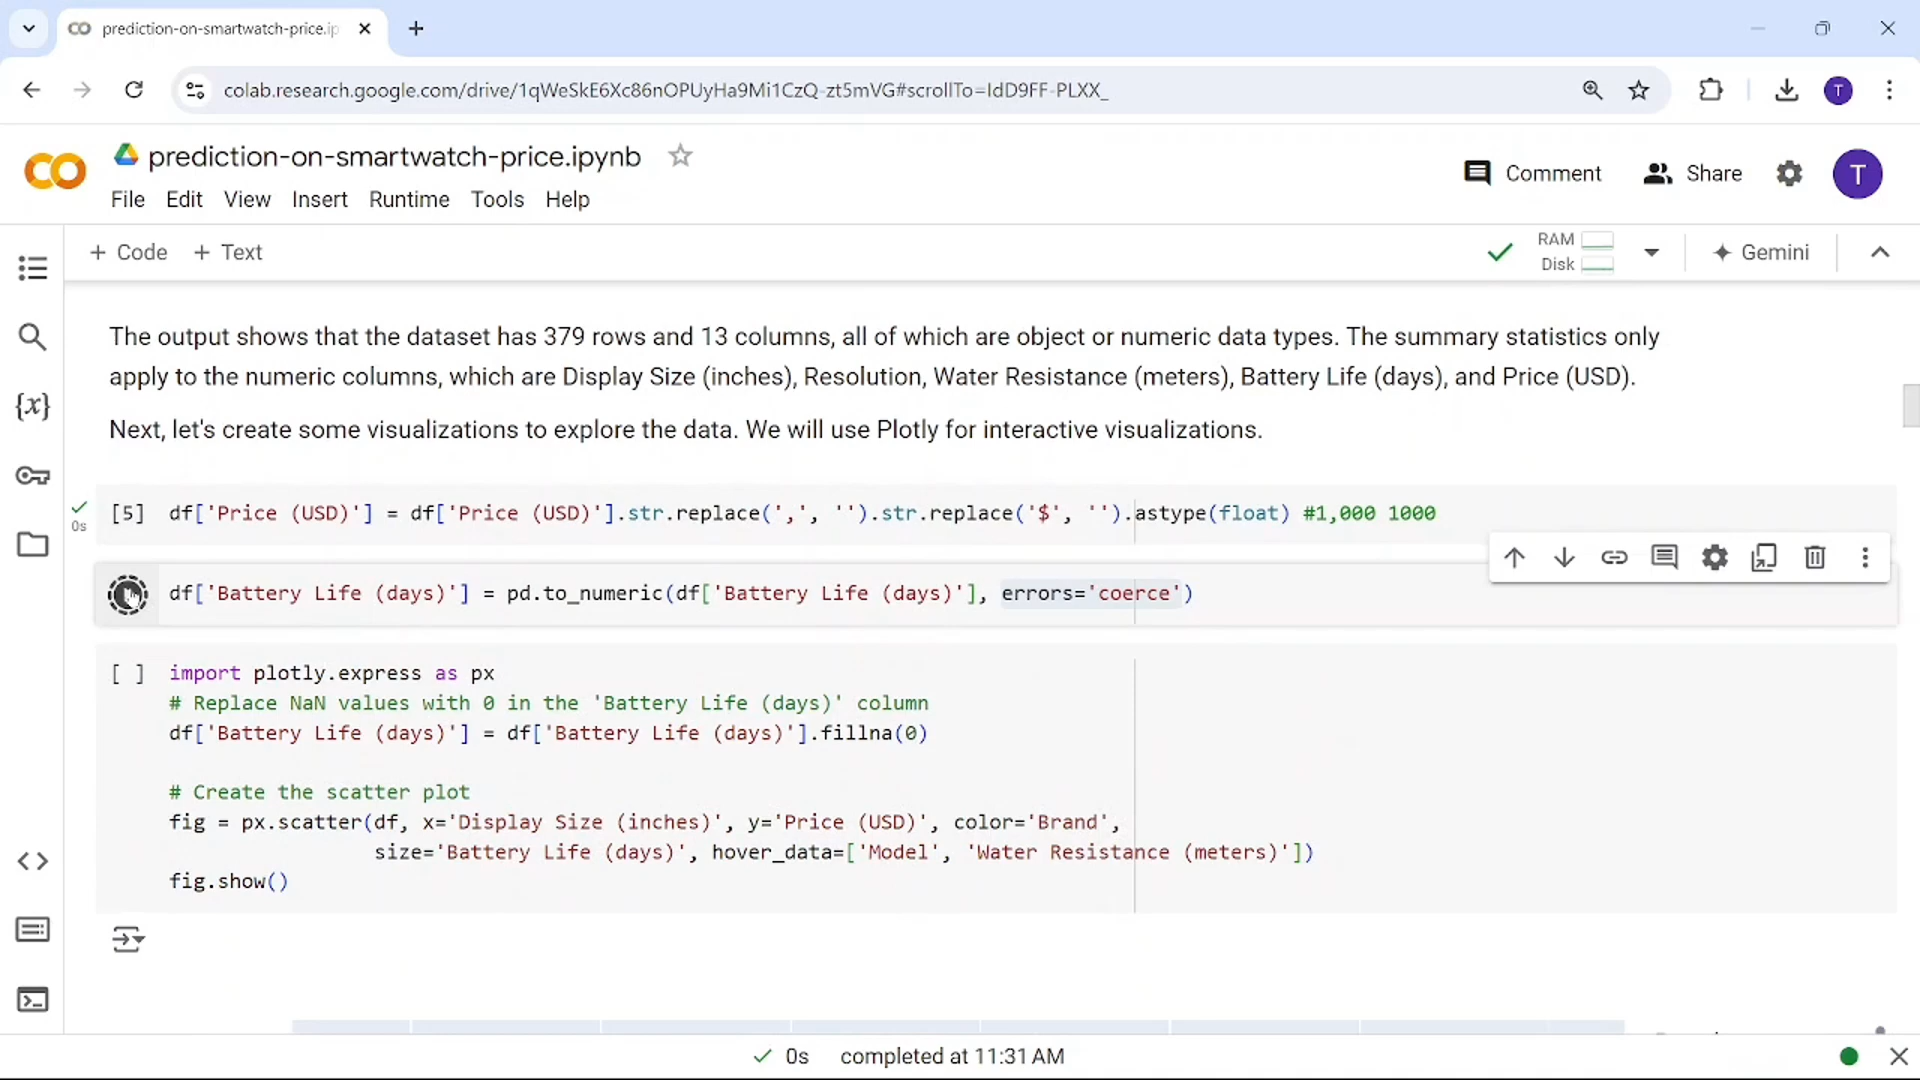 prediction-on-smartwatch-price.ip
colab.research.google.com/drive/1qWeSkE6Xc86nOPUyHa9Mi1CzQ-zt5mVG#scrollTo=IdD9FF-PLXX_
T
prediction-on-smartwatch-price.ipynb
Comment
Share
T
File Edit View Insert Runtime Tools Help
+ Code + Text
RAM
Disk
Gemini
The output shows that the dataset has 379 rows and 13 columns, all of which are object or numeric data types. The summary statistics only
apply to the numeric columns, which are Display Size (inches), Resolution, Water Resistance (meters), Battery Life (days), and Price (USD).
Next, let's create some visualizations to explore the data. We will use Plotly for interactive visualizations.
[5] df['Price (USD)'] = df['Price (USD)'].str.replace(',', '').str.replace('$', '').astype(float) #1,000 1000
0s
df['Battery Life (days)'] = pd.to_numeric(df['Battery Life (days)'], errors='coerce')
[ ] import plotly.express as px
# Replace NaN values with 0 in the 'Battery Life (days)' column
df['Battery Life (days)'] = df['Battery Life (days)'].fillna(0)
# Create the scatter plot
fig = px.scatter(df, x='Display Size (inches)', y='Price (USD)', color='Brand',
size='Battery Life (days)', hover_data=['Model', 'Water Resistance (meters)'])
fig.show()
0s completed at 11:31 AM